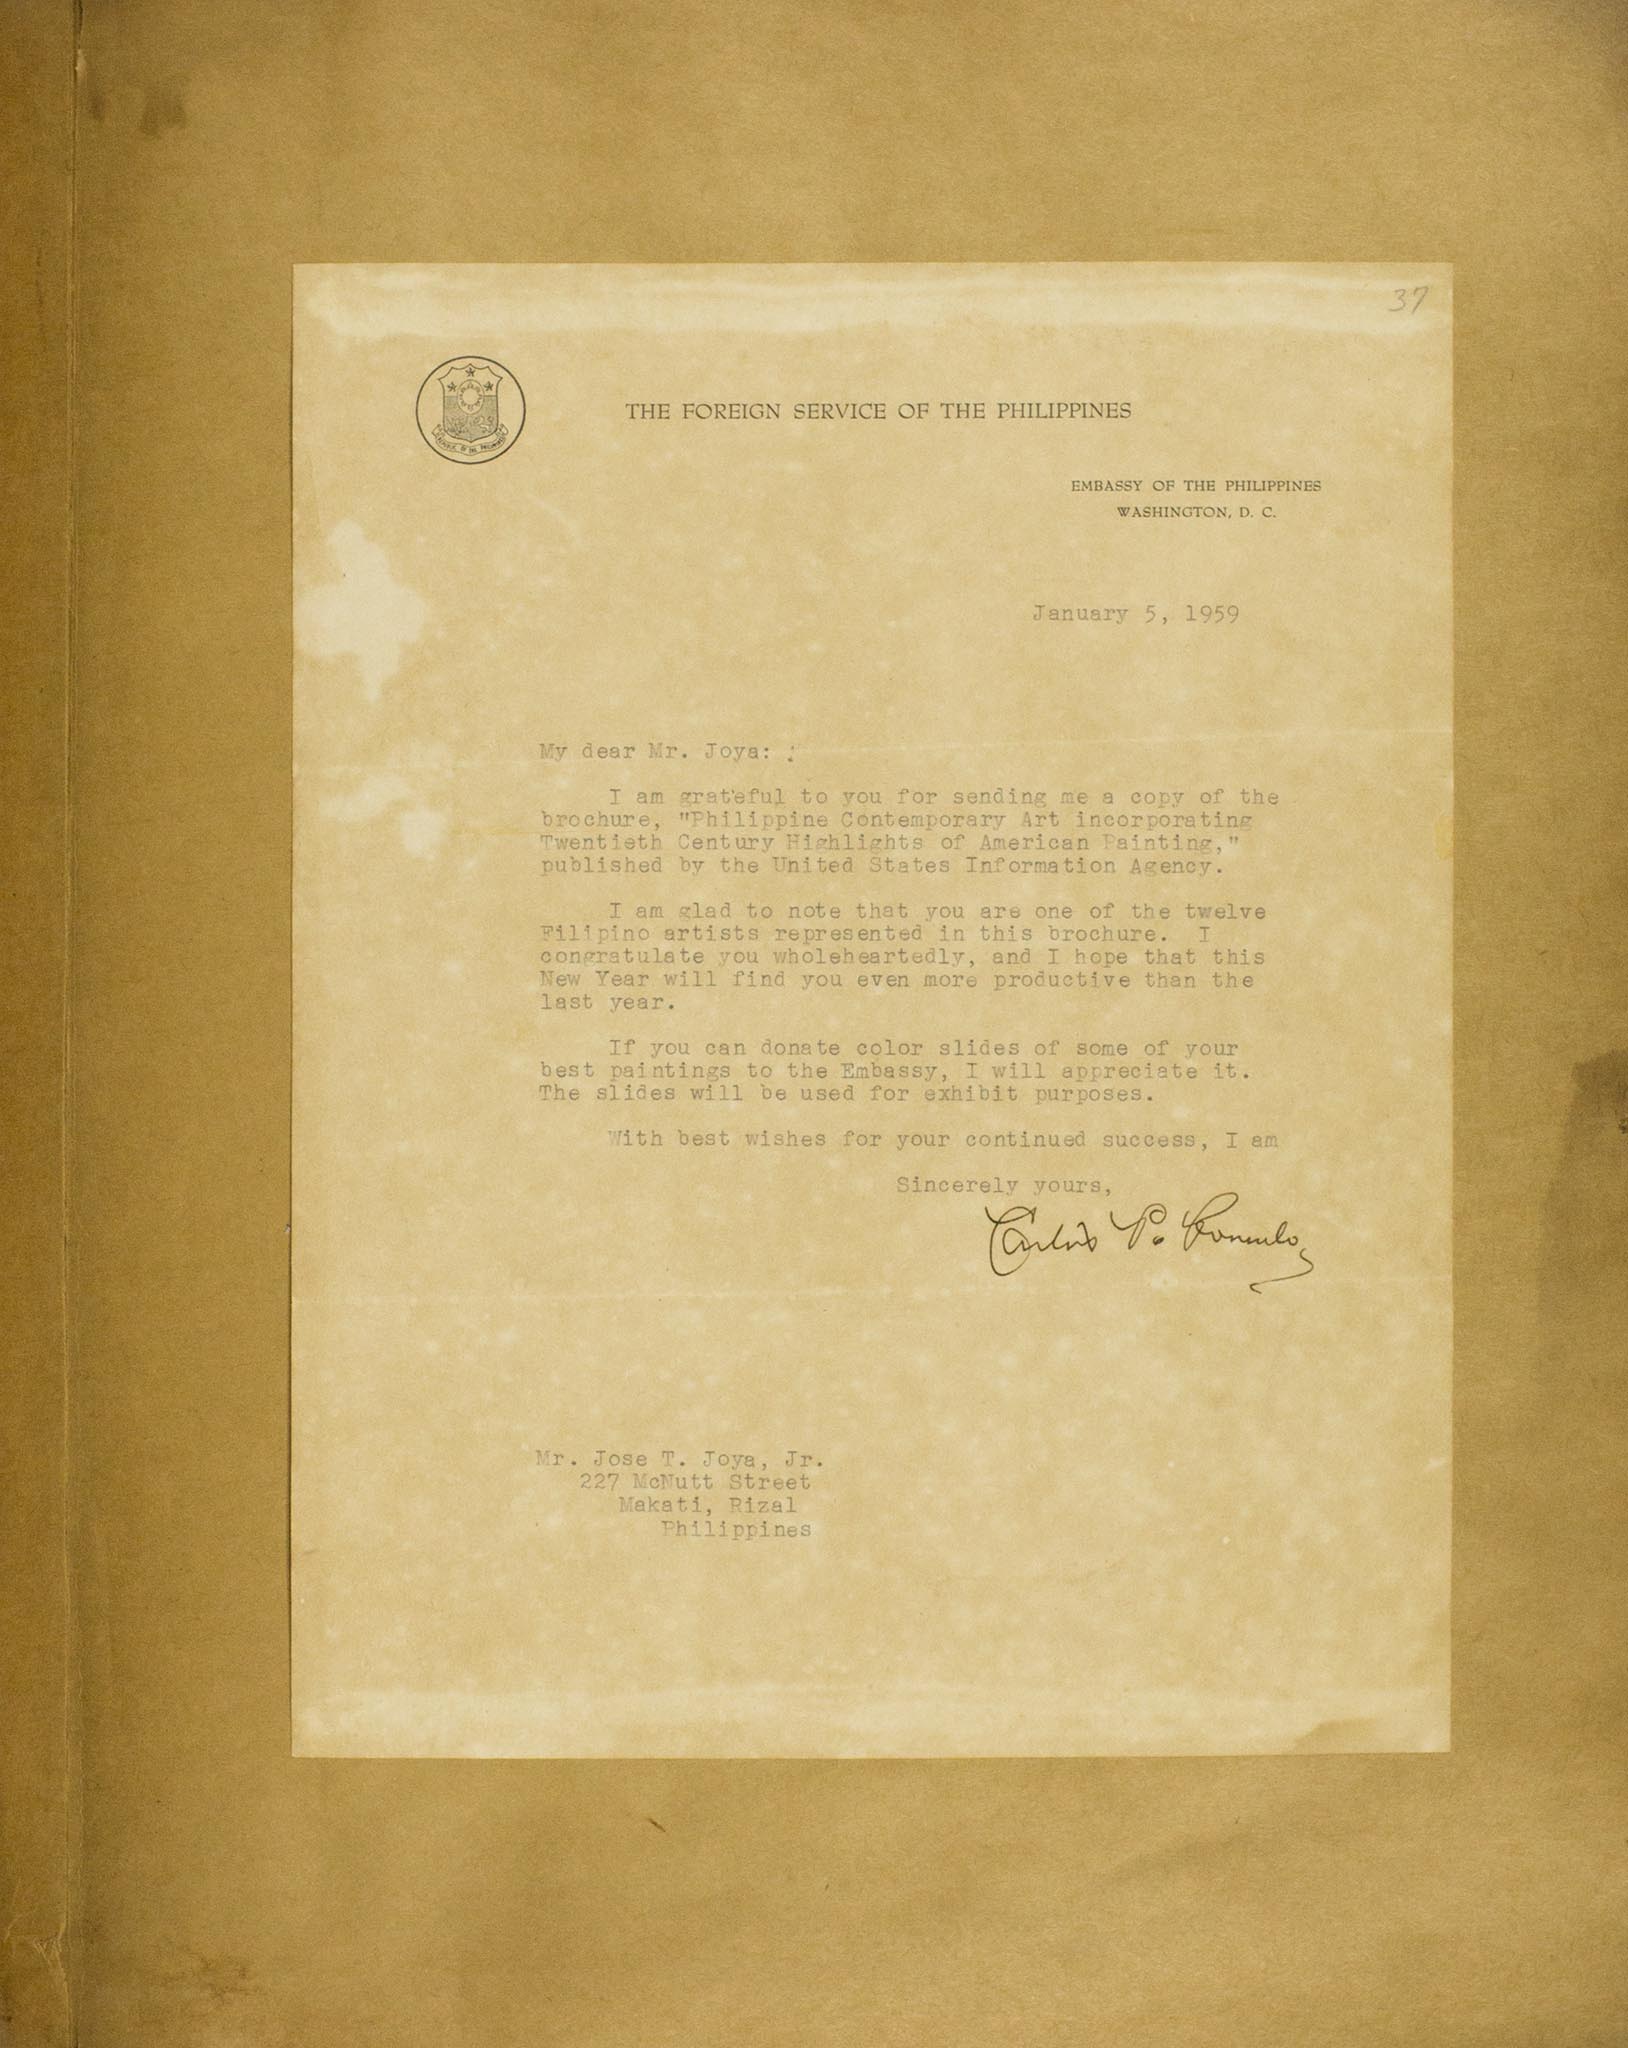 37
THE FOREIGN SERVICE OF THE PHILIPPINES
EMBASSY OF THE PHILIPPINES
WASHINGTON, D. C.
January 5, 1959
My dear Mr. Joya:
I am grateful to you for sending me a copy of the
brochure, "Philippine Contemporary Art incorporating
Twentieth Century Highlights of American Painting,"
published by the United States Information Agency.
I am glad to note that you are one of the twelve
Filipino artists represented in this brochure. I
congratulate you wholeheartedly, and I hope that this
New Year will find you even more productive than the
last year.
If you can donate color slides of some of your
best paintings to the Embassy, I will appreciate it.
The slides will be used for exhibit purposes.
With best wishes for your continued success, I am
Sincerely yours,
Carlos P. Romulo
Mr. Jose T. Joya, Jr.
227 McNutt Street
Makati, Rizal
Philippines